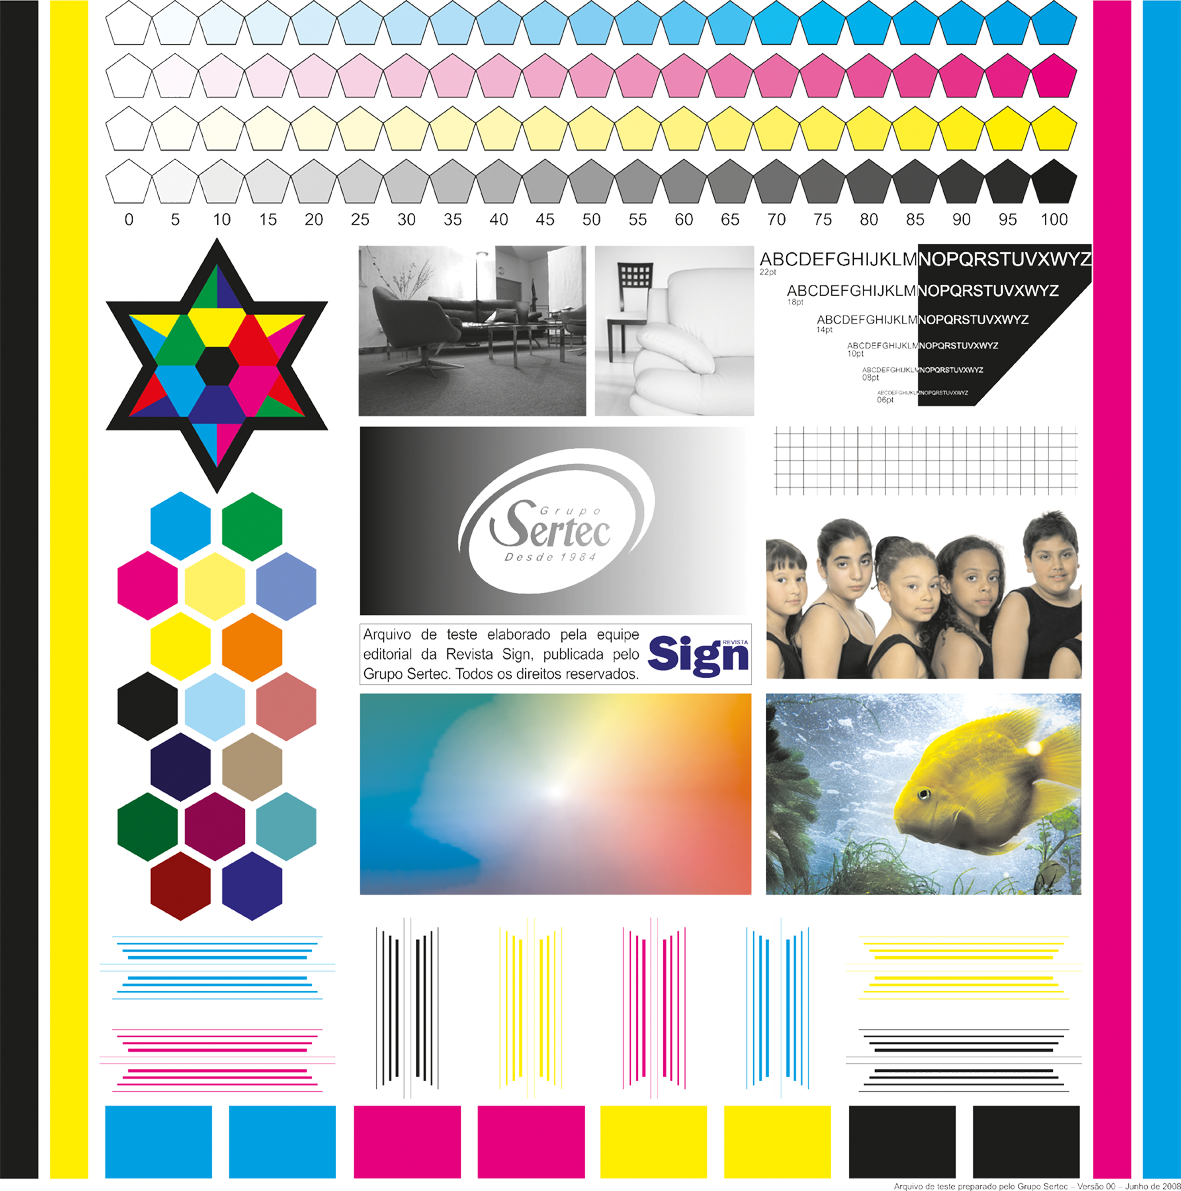 0 5 10 15 20 25 30 35 40 45 50 55 60 65 70 75 80 85 90 95 100
ABCDEFGHIJKLMNOPQRSTUVXWYZ
22pt
ABCDEFGHIJKLMNOPQRSTUVXWYZ
18pt
ABCDEFGHIJKLMNOPQRSTUVXWYZ
14pt
ABCDEFGHIJKLMNOPQRSTUVXWYZ
10pt
ABCDEFGHIJKLMNOPQRSTUVXWYZ
08pt
ABCDEFGHIJKLMNOPQRSTUVXWYZ
06pt
Grupo
Sertec
Desde 1984
Arquivo de teste elaborado pela equipe
editorial da Revista Sign, publicada pelo
Grupo Sertec. Todos os direitos reservados.
REVISTA
Sign
Arquivo de teste preparado pelo Grupo Sertec – Versão 00 – Junho de 2008